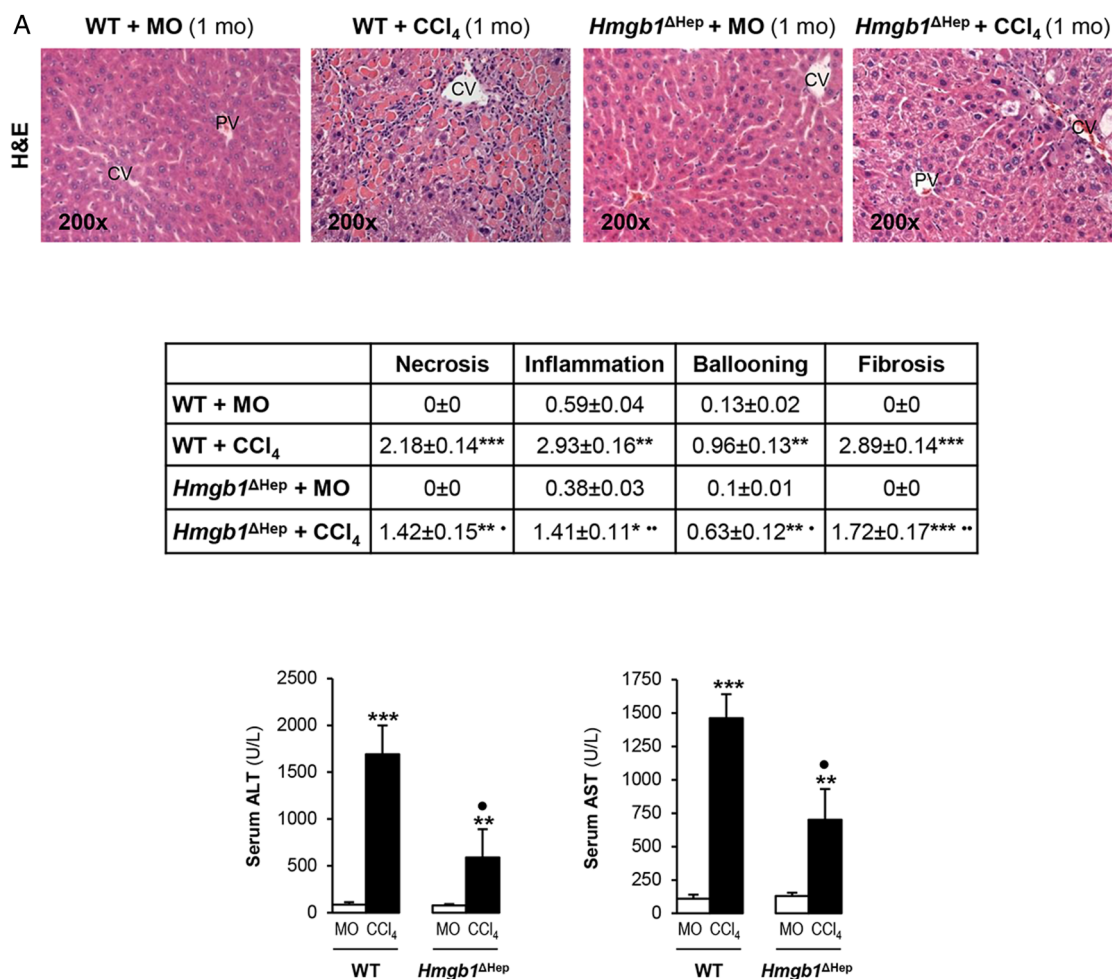 A
WT + MO (1 mo) WT + CCl₄ (1 mo) Hmgb1ΔHep + MO (1 mo) Hmgb1ΔHep + CCl₄ (1 mo)
H&E
PV
CV
200x
CV
200x
CV
200x
CV
PV
200x
Necrosis Inflammation Ballooning Fibrosis
WT + MO 0±0 0.59±0.04 0.13±0.02 0±0
WT + CCl₄ 2.18±0.14*** 2.93±0.16** 0.96±0.13** 2.89±0.14***
Hmgb1ΔHep + MO 0±0 0.38±0.03 0.1±0.01 0±0
Hmgb1ΔHep + CCl₄ 1.42±0.15** • 1.41±0.11* •• 0.63±0.12** • 1.72±0.17*** ••
Serum ALT (U/L)
2500
2000
1500
1000
500
0
***
•
**
MO CCl₄ MO CCl₄
WT Hmgb1ΔHep
Serum AST (U/L)
1750
1500
1250
1000
750
500
250
0
***
•
**
MO CCl₄ MO CCl₄
WT Hmgb1ΔHep